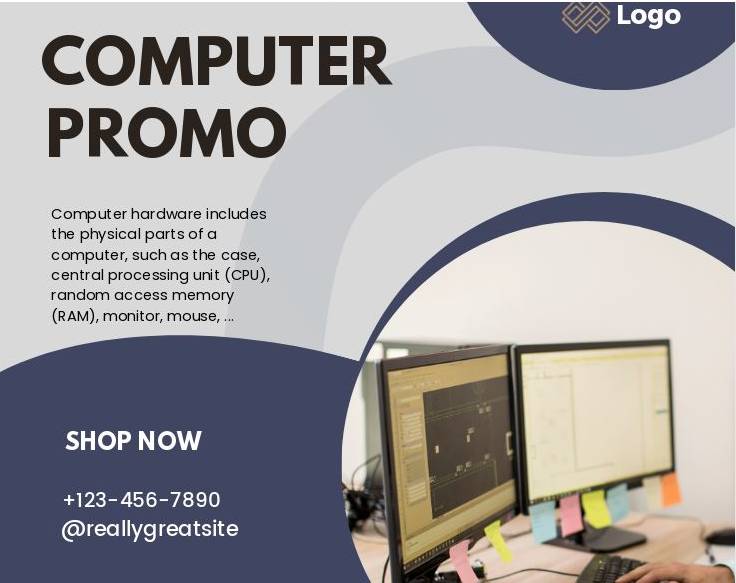 Logo
COMPUTER
PROMO
Computer hardware includes
the physical parts of a
computer, such as the case,
central processing unit (CPU),
random access memory
(RAM), monitor, mouse, ...
SHOP NOW
+123-456-7890
@reallygreatsite